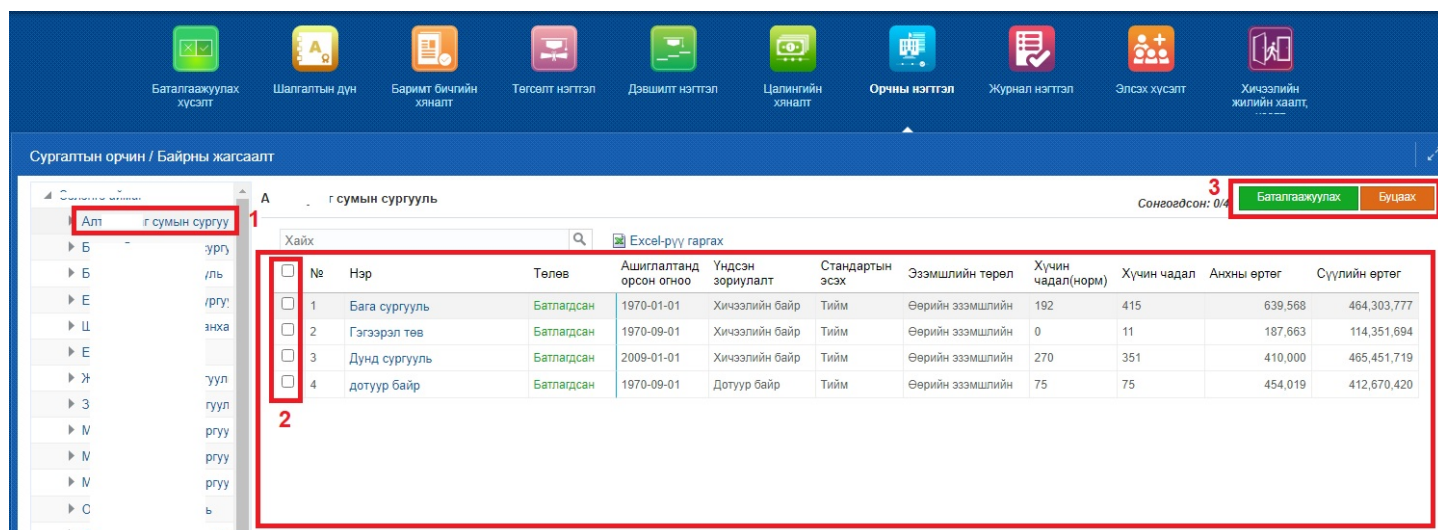 Баталгаажуулах хүсэлт
Шалгалтын дүн
Баримт бичгийн хяналт
Төгсөлт нэгтгэл
Дэвшилт нэгтгэл
Цалингийн хяналт
Орчны нэгтгэл
Журнал нэгтгэл
Элсэх хүсэлт
Хичээлийн жилийн хаалт,
Сургалтын орчин / Байрны жагсаалт
А г сумын сургууль
Сонгогдсон: 0/4
3
Баталгаажуулах
Буцаах
Алт г сумын сургуу
1
Хайх
Excel-рүү гаргах
№ Нэр Төлөв Ашиглалтанд орсон огноо Үндсэн зориулалт Стандартын эсэх Эзэмшлийн төрөл Хүчин чадал(норм) Хүчин чадал Анхны өртөг Сүүлийн өртөг
1 Бага сургууль Батлагдсан 1970-01-01 Хичээлийн байр Тийм Өөрийн эзэмшлийн 192 415 639,568 464,303,777
2 Гэгээрэл төв Батлагдсан 1970-09-01 Хичээлийн байр Тийм Өөрийн эзэмшлийн 0 11 187,663 114,351,694
3 Дунд сургууль Батлагдсан 2009-01-01 Хичээлийн байр Тийм Өөрийн эзэмшлийн 270 351 410,000 465,451,719
4 дотуур байр Батлагдсан 1970-09-01 Дотуур байр Тийм Өөрийн эзэмшлийн 75 75 454,019 412,670,420
2